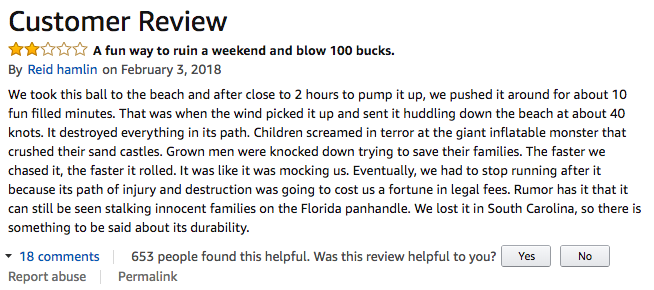 Customer Review
A fun way to ruin a weekend and blow 100 bucks.
By Reid hamlin on February 3, 2018
We took this ball to the beach and after close to 2 hours to pump it up, we pushed it around for about 10
fun filled minutes. That was when the wind picked it up and sent it huddling down the beach at about 40
knots. It destroyed everything in its path. Children screamed in terror at the giant inflatable monster that
crushed their sand castles. Grown men were knocked down trying to save their families. The faster we
chased it, the faster it rolled. It was like it was mocking us. Eventually, we had to stop running after it
because its path of injury and destruction was going to cost us a fortune in legal fees. Rumor has it that it
can still be seen stalking innocent families on the Florida panhandle. We lost it in South Carolina, so there is
something to be said about its durability.
18 comments | 653 people found this helpful. Was this review helpful to you? Yes No
Report abuse | Permalink